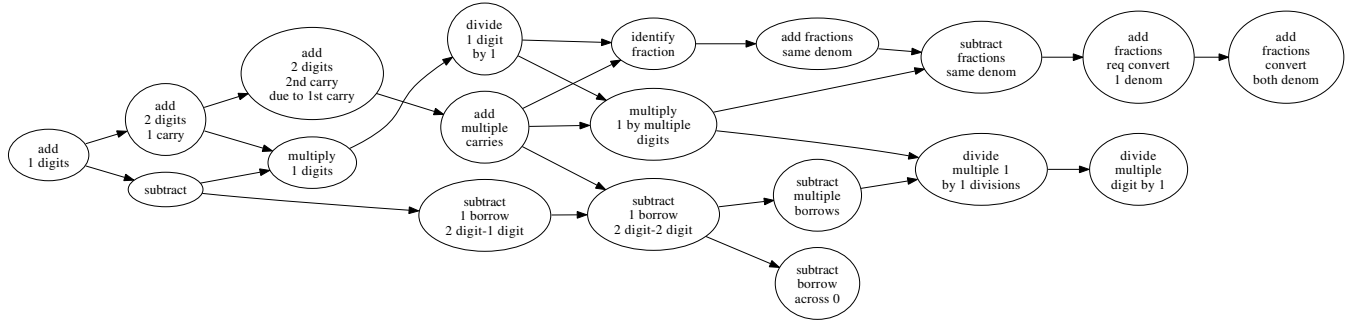 add
1 digits
add
2 digits
1 carry
subtract
add
2 digits
2nd carry
due to 1st carry
multiply
1 digits
divide
1 digit
by 1
add
multiple
carries
subtract
1 borrow
2 digit-1 digit
identify
fraction
multiply
1 by multiple
digits
subtract
1 borrow
2 digit-2 digit
add fractions
same denom
subtract
multiple
borrows
subtract
borrow
across 0
subtract
fractions
same denom
divide
multiple 1
by 1 divisions
add
fractions
req convert
1 denom
divide
multiple
digit by 1
add
fractions
convert
both denom